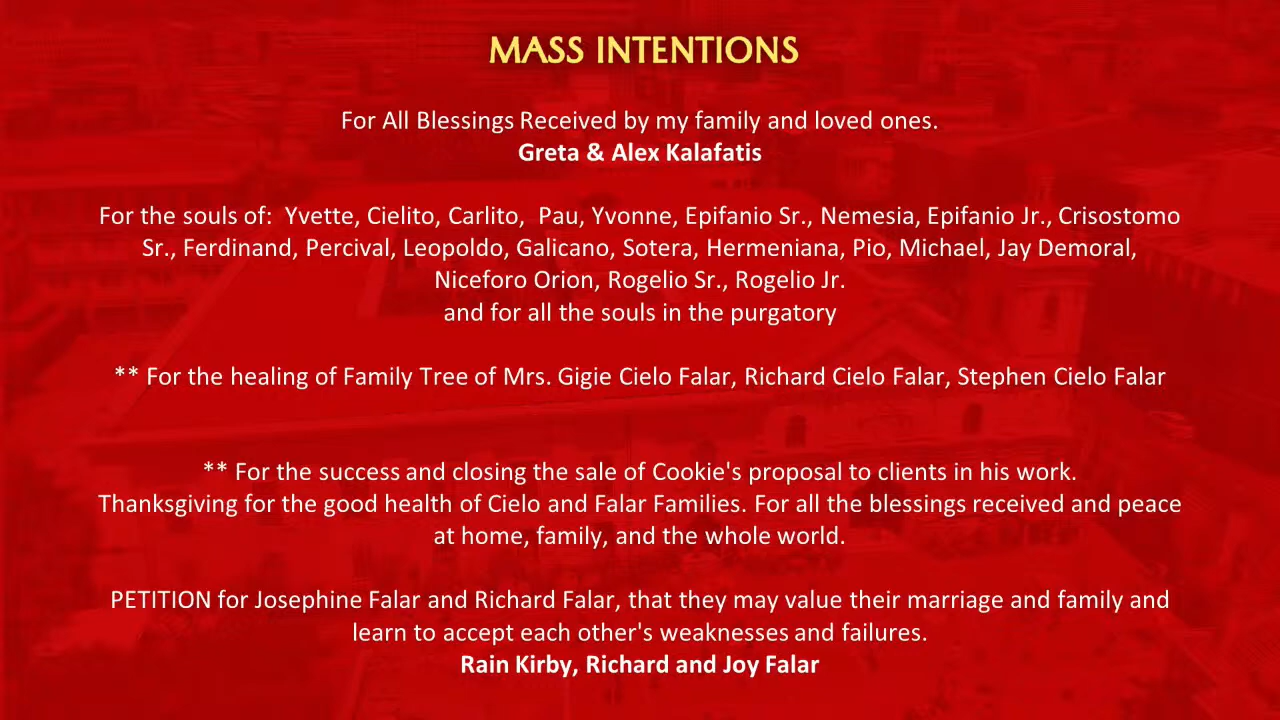 MASS INTENTIONS
For All Blessings Received by my family and loved ones.
Greta & Alex Kalafatis
For the souls of:  Yvette, Cielito, Carlito,  Pau, Yvonne, Epifanio Sr., Nemesia, Epifanio Jr., Crisostomo
Sr., Ferdinand, Percival, Leopoldo, Galicano, Sotera, Hermeniana, Pio, Michael, Jay Demoral,
Niceforo Orion, Rogelio Sr., Rogelio Jr.
and for all the souls in the purgatory
** For the healing of Family Tree of Mrs. Gigie Cielo Falar, Richard Cielo Falar, Stephen Cielo Falar
** For the success and closing the sale of Cookie's proposal to clients in his work.
Thanksgiving for the good health of Cielo and Falar Families. For all the blessings received and peace
at home, family, and the whole world.
PETITION for Josephine Falar and Richard Falar, that they may value their marriage and family and
learn to accept each other's weaknesses and failures.
Rain Kirby, Richard and Joy Falar